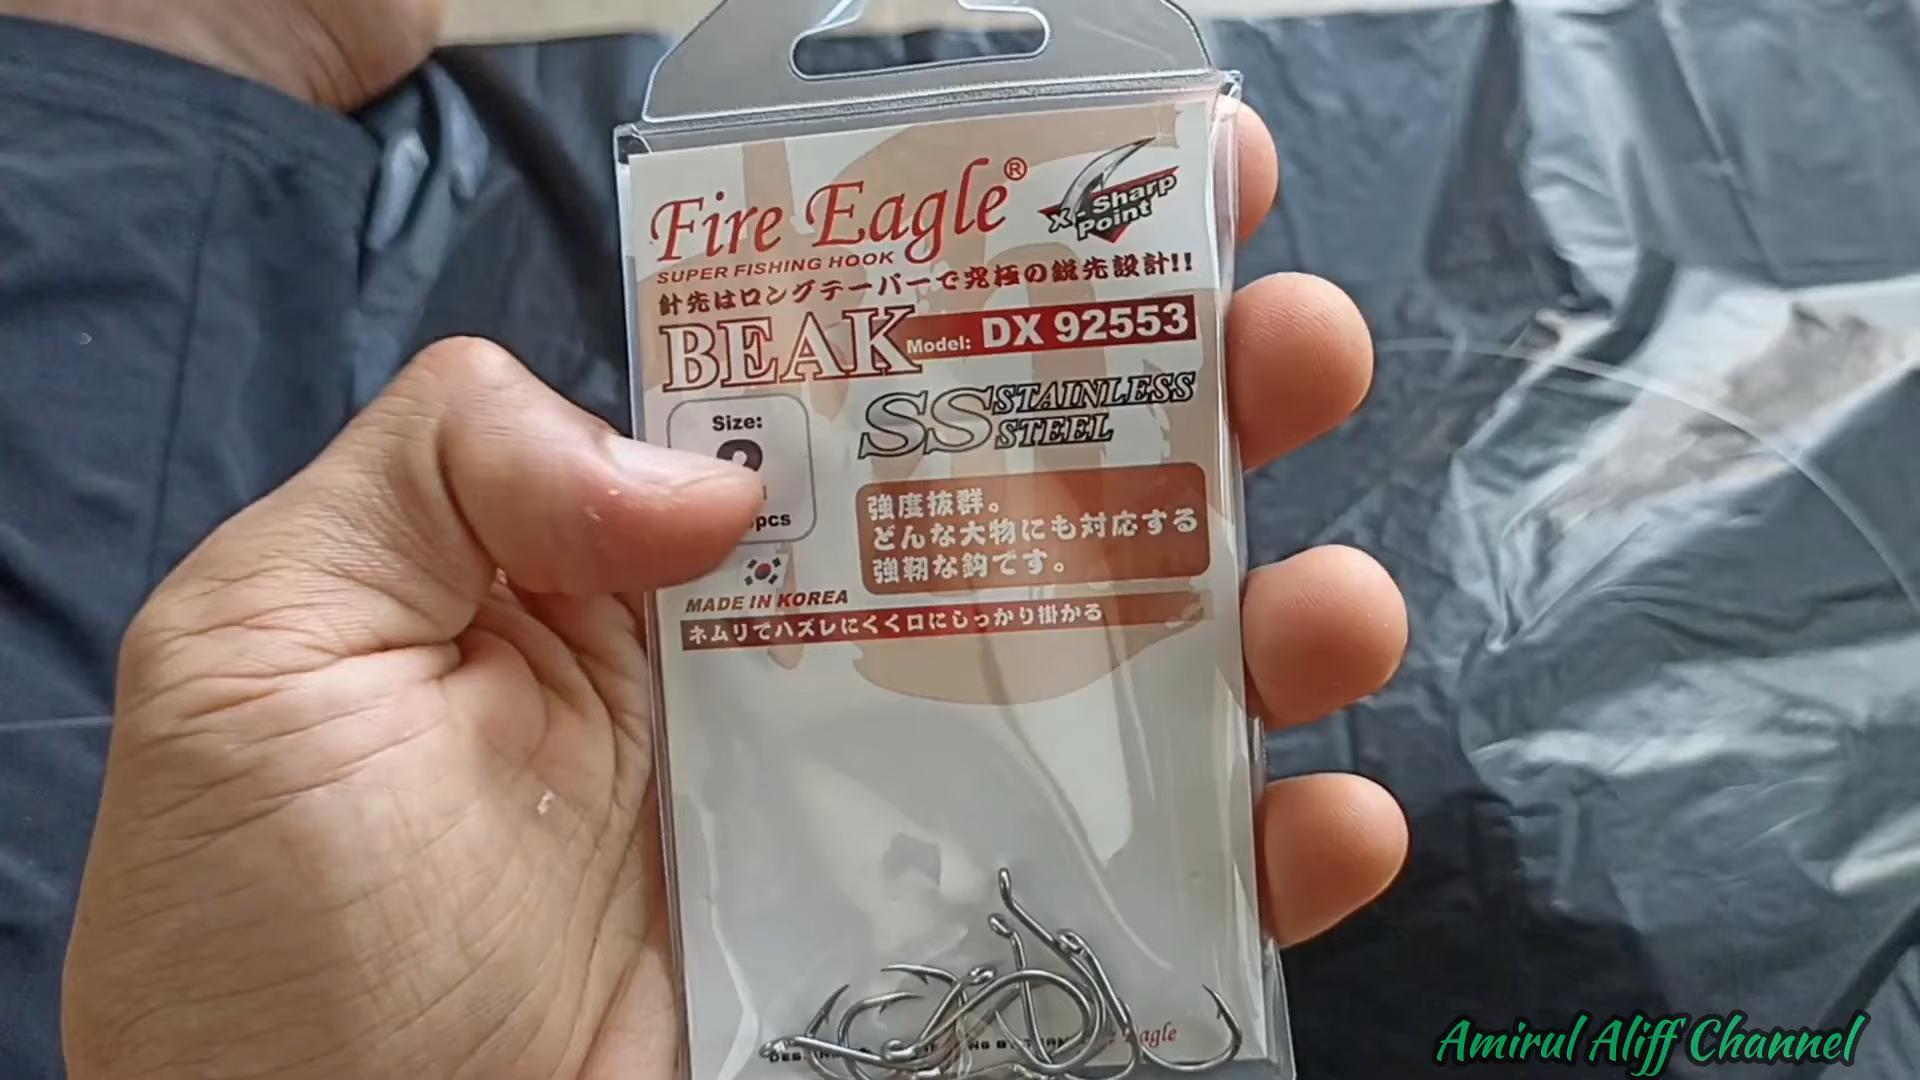 Fire Eagle®
X-Sharp
Point
SUPER FISHING HOOK
針先はロングテーパーで究極の鋭先設計!!
BEAK Model: DX 92553
SS STAINLESS
STEEL
Size:
pcs
強度抜群。
どんな大物にも対応する
強靭な鈎です。
MADE IN KOREA
ネムリでハズレにくく口にしっかり掛かる
Eagle
Amirul Aliff Channel